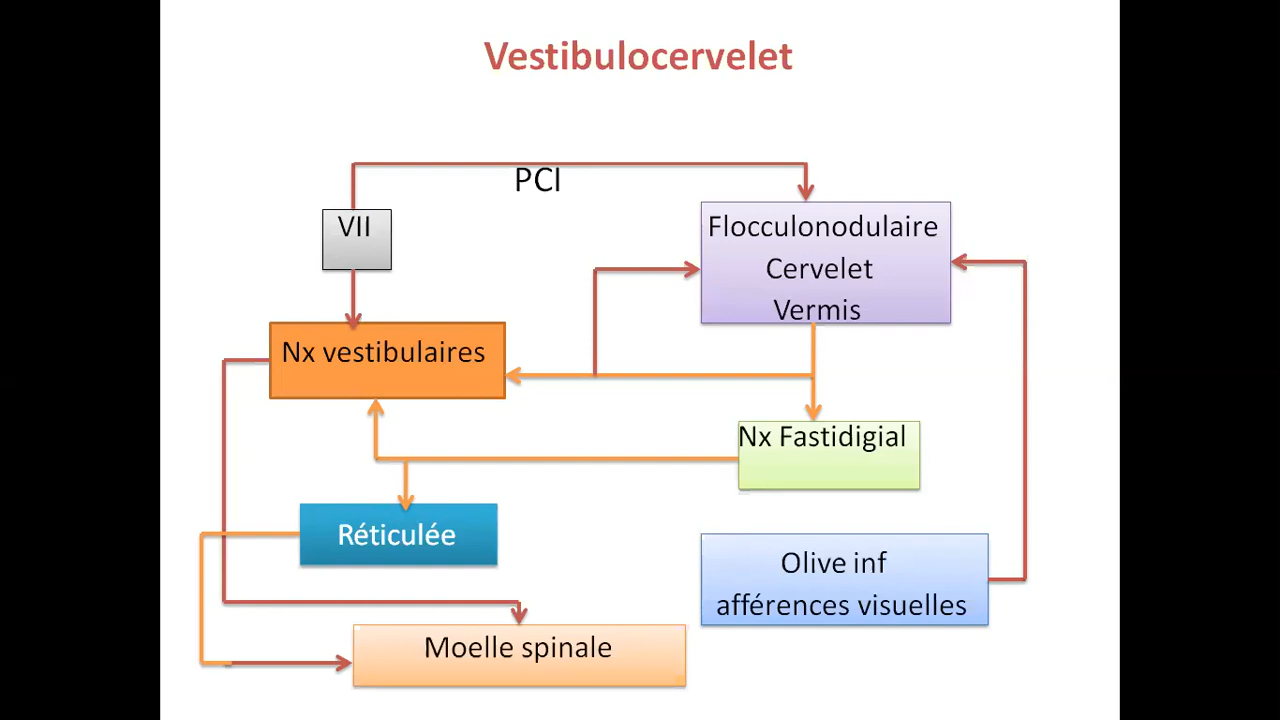 Vestibulocervelet
PCI
VII
Flocculonodulaire
Cervelet
Vermis
Nx vestibulaires
Nx Fastidigial
Réticulée
Olive inf
afférences visuelles
Moelle spinale